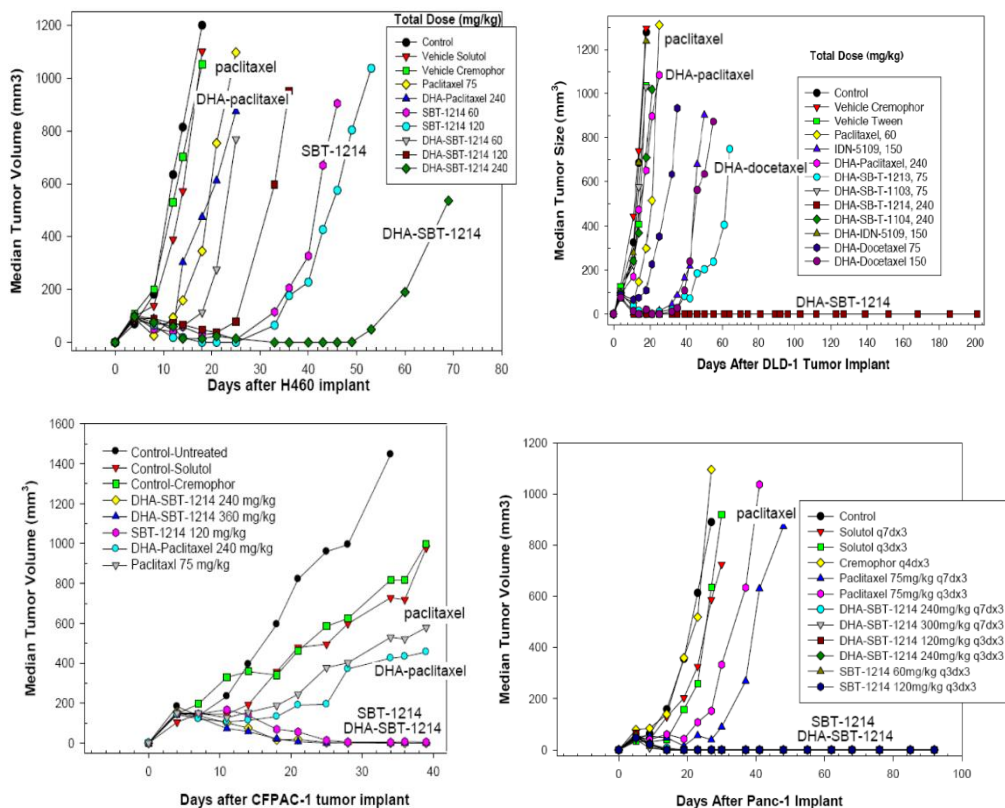 Total Dose (mg/kg)
Control
Vehicle Solutol
Vehicle Cremophor
Paclitaxel 75
DHA-Paclitaxel 240
SBT-1214 60
SBT-1214 120
DHA-SBT-1214 60
DHA-SBT-1214 120
DHA-SBT-1214 240
paclitaxel
DHA-paclitaxel
SBT-1214
DHA-SBT-1214
Median Tumor Volume (mm3)
1200
1000
800
600
400
200
0
0 10 20 30 40 50 60 70 80
Days after H460 implant
paclitaxel
DHA-paclitaxel
DHA-docetaxel
DHA-SBT-1214
Total Dose (mg/kg)
Control
Vehicle Cremophor
Vehicle Tween
Paclitaxel, 60
IDN-5109, 150
DHA-Paclitaxel, 240
DHA-SB-T-1213, 75
DHA-SB-T-1103, 75
DHA-SB-T-1214, 240
DHA-SB-T-1104, 240
DHA-IDN-5109, 150
DHA-Docetaxel 75
DHA-Docetaxel 150
Median Tumor Size (mm3)
1200
1000
800
600
400
200
0
0 20 40 60 80 100 120 140 160 180 200
Days After DLD-1 Tumor Implant
Control-Untreated
Control-Solutol
Control-Cremophor
DHA-SBT-1214 240 mg/kg
DHA-SBT-1214 360 mg/kg
SBT-1214 120 mg/kg
DHA-Paclitaxel 240 mg/kg
Paclitaxl 75 mg/kg
paclitaxel
DHA-paclitaxel
SBT-1214
DHA-SBT-1214
Median Tumor Volume (mm3)
1600
1400
1200
1000
800
600
400
200
0
0 10 20 30 40
Days after CFPAC-1 tumor implant
paclitaxel
Control
Solutol q7dx3
Solutol q3dx3
Cremophor q4dx3
Paclitaxel 75mg/kg q7dx3
Paclitaxel 75mg/kg q3dx3
DHA-SBT-1214 240mg/kg q7dx3
DHA-SBT-1214 300mg/kg q7dx3
DHA-SBT-1214 120mg/kg q3dx3
DHA-SBT-1214 240mg/kg q3dx3
SBT-1214 60mg/kg q3dx3
SBT-1214 120mg/kg q3dx3
SBT-1214
DHA-SBT-1214
Median Tumor Volume (mm3)
1200
1000
800
600
400
200
0
0 20 40 60 80 100
Days After Panc-1 Implant